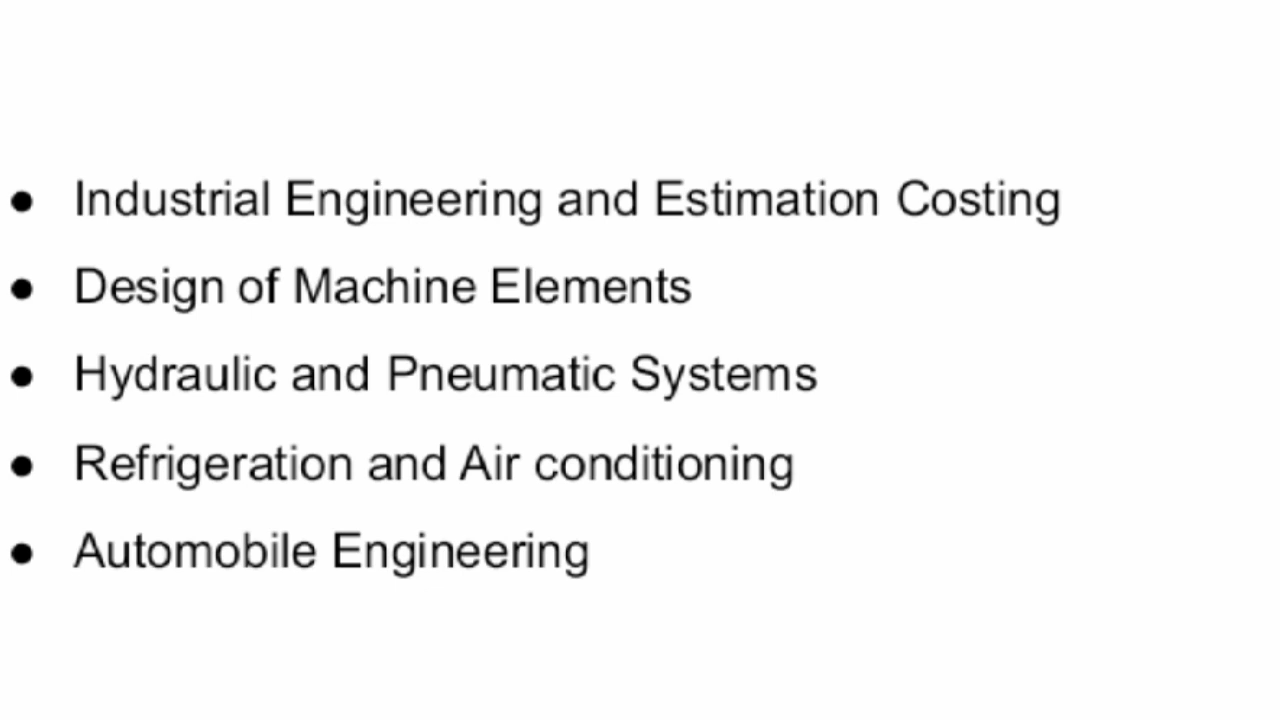 ● Industrial Engineering and Estimation Costing
● Design of Machine Elements
● Hydraulic and Pneumatic Systems
● Refrigeration and Air conditioning
● Automobile Engineering